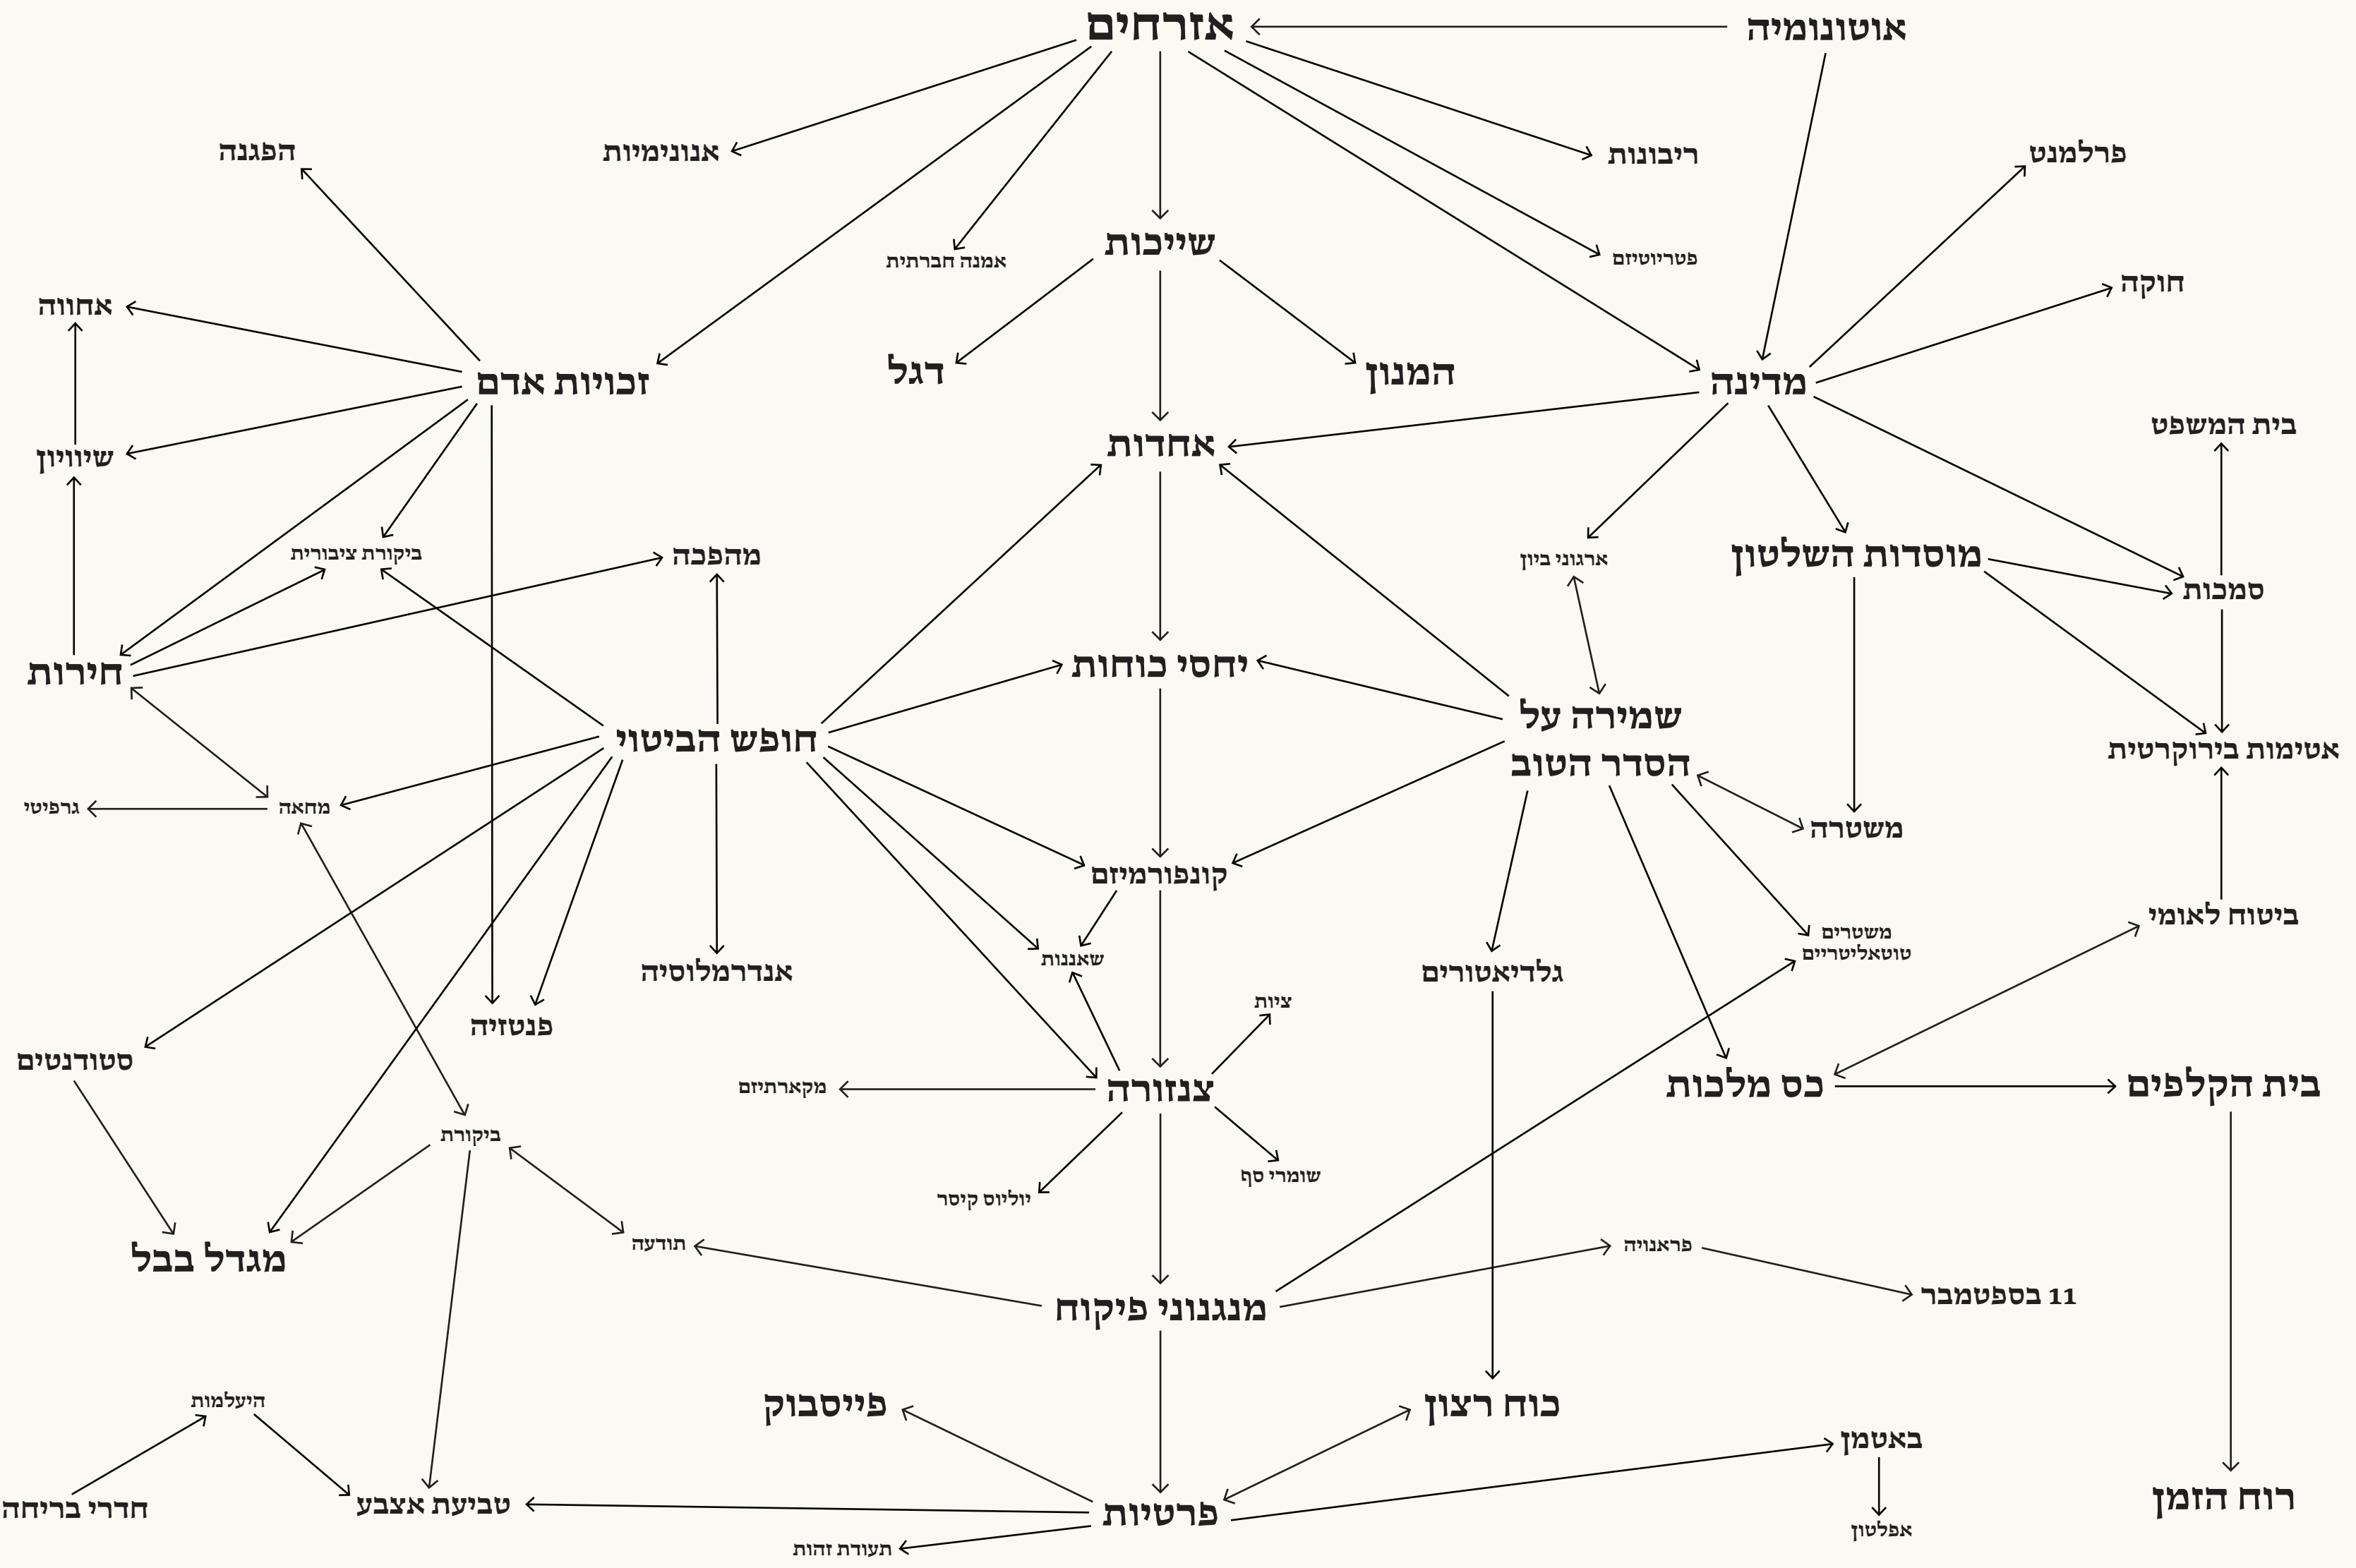 אוטונומיה
אזרחים
פרלמנט
ריבונות
אנונימיות
הפגנה
חוקה
פטריוטיזם
שייכות
אמנה חברתית
אחווה
מדינה
המנון
דגל
זכויות אדם
בית המשפט
אחדות
שיוויון
סמכות
מוסדות השלטון
ארגוני ביון
מהפכה
ביקורת ציבורית
יחסי כוחות
חירות
שמירה על
הסדר הטוב
חופש הביטוי
אטימות בירוקרטית
משטרה
מחאה
גרפיטי
קונפורמיזם
ביטוח לאומי
משטרים
טוטאליטריים
שאננות
גלדיאטורים
אנדרמלוסיה
ציות
פנטזיה
סטודנטים
בית הקלפים
כס מלכות
צנזורה
מקארתיזם
ביקורת
שומרי סף
יוליוס קיסר
תודעה
פראנויה
מגדל בבל
11 בספטמבר
מנגנוני פיקוח
כוח רצון
פייסבוק
היעלמות
באטמן
רוח הזמן
פרטיות
טביעת אצבע
חדרי בריחה
אפלטון
תעודת זהות